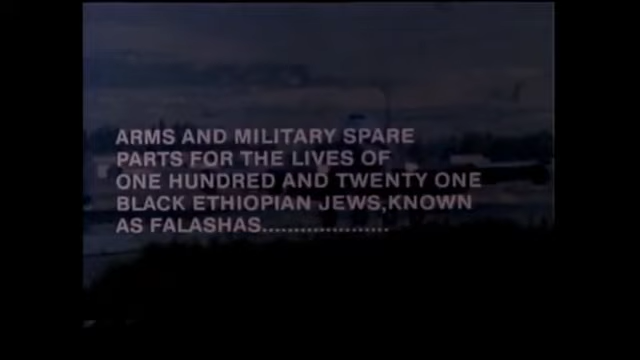 ARMS AND MILITARY SPARE
PARTS FOR THE LIVES OF
ONE HUNDRED AND TWENTY ONE
BLACK ETHIOPIAN JEWS,KNOWN
AS FALASHAS....................